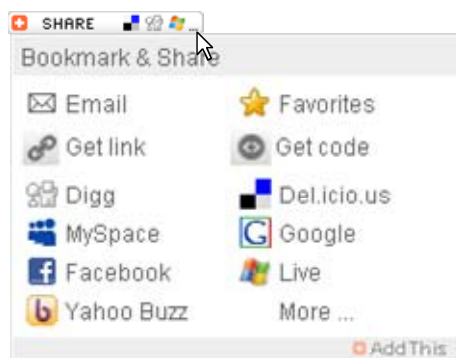 SHARE ...
Bookmark & Share
Email Favorites
Get link Get code
Digg Del.icio.us
MySpace Google
Facebook Live
Yahoo Buzz More ...
AddThis